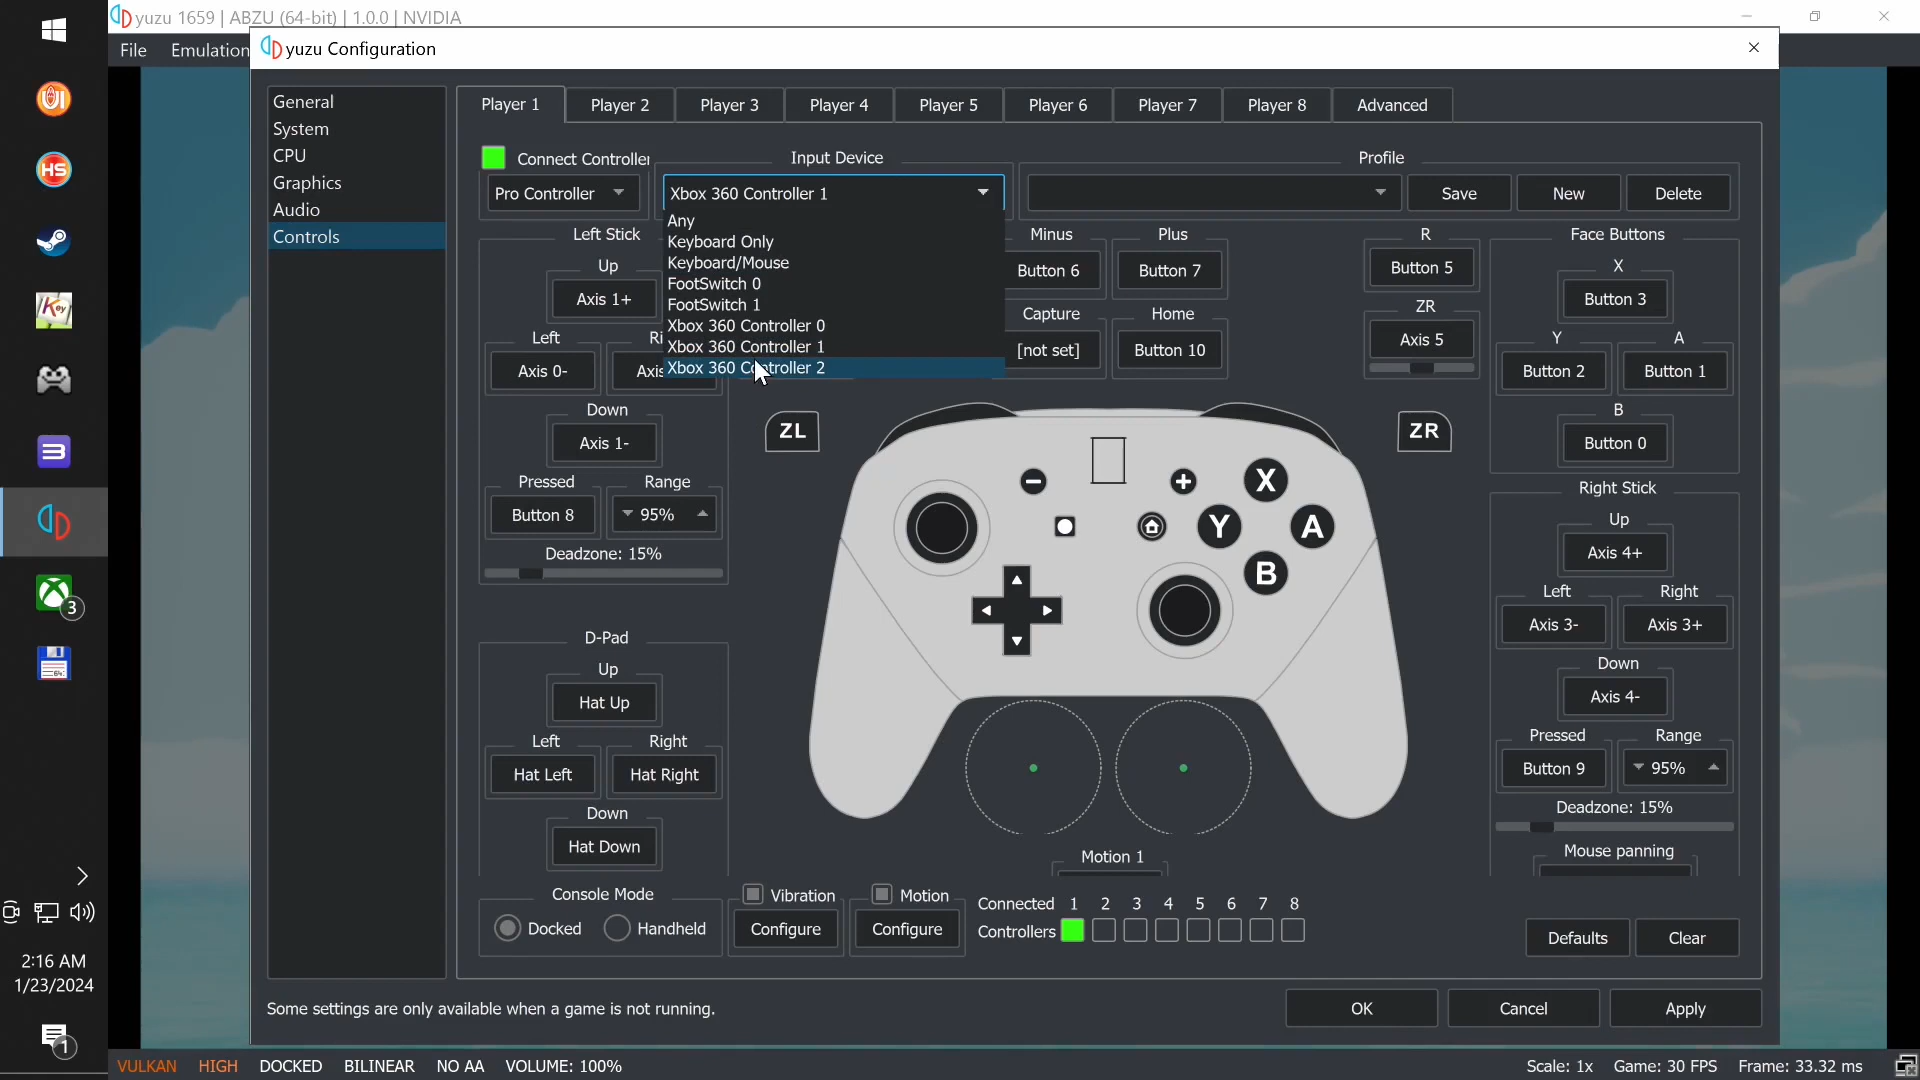 yuzu 1659 | ABZU (64-bit) | 1.0.0 | NVIDIA
File Emulation
yuzu Configuration
General
System
CPU
Graphics
Audio
Controls
Player 1 Player 2 Player 3 Player 4 Player 5 Player 6 Player 7 Player 8 Advanced
Connect Controller Input Device Profile
Pro Controller Xbox 360 Controller 1 Save New Delete
Any
Keyboard Only
Keyboard/Mouse
FootSwitch 0
FootSwitch 1
Xbox 360 Controller 0
Xbox 360 Controller 1
Xbox 360 Controller 2
Left Stick
Up
Axis 1+
Left
Axis 0-
Down
Axis 1-
Pressed Range
Button 8 95%
Deadzone: 15%
D-Pad
Up
Hat Up
Left Right
Hat Left Hat Right
Down
Hat Down
Minus Plus
Button 6 Button 7
Capture Home
[not set] Button 10
R
Button 5
ZR
Axis 5
ZL ZR
X
Y A
B
Face Buttons
X
Button 3
Y A
Button 2 Button 1
B
Button 0
Right Stick
Up
Axis 4+
Left Right
Axis 3- Axis 3+
Down
Axis 4-
Pressed Range
Button 9 95%
Deadzone: 15%
Mouse panning
Motion 1
Console Mode
Docked Handheld
Vibration
Configure
Motion
Configure
Connected 1 2 3 4 5 6 7 8
Controllers
Defaults Clear
Some settings are only available when a game is not running.
OK Cancel Apply
VULKAN HIGH DOCKED BILINEAR NO AA VOLUME: 100% Scale: 1x Game: 30 FPS Frame: 33.32 ms
UI
HS
Key
3
3
2:16 AM
1/23/2024
1